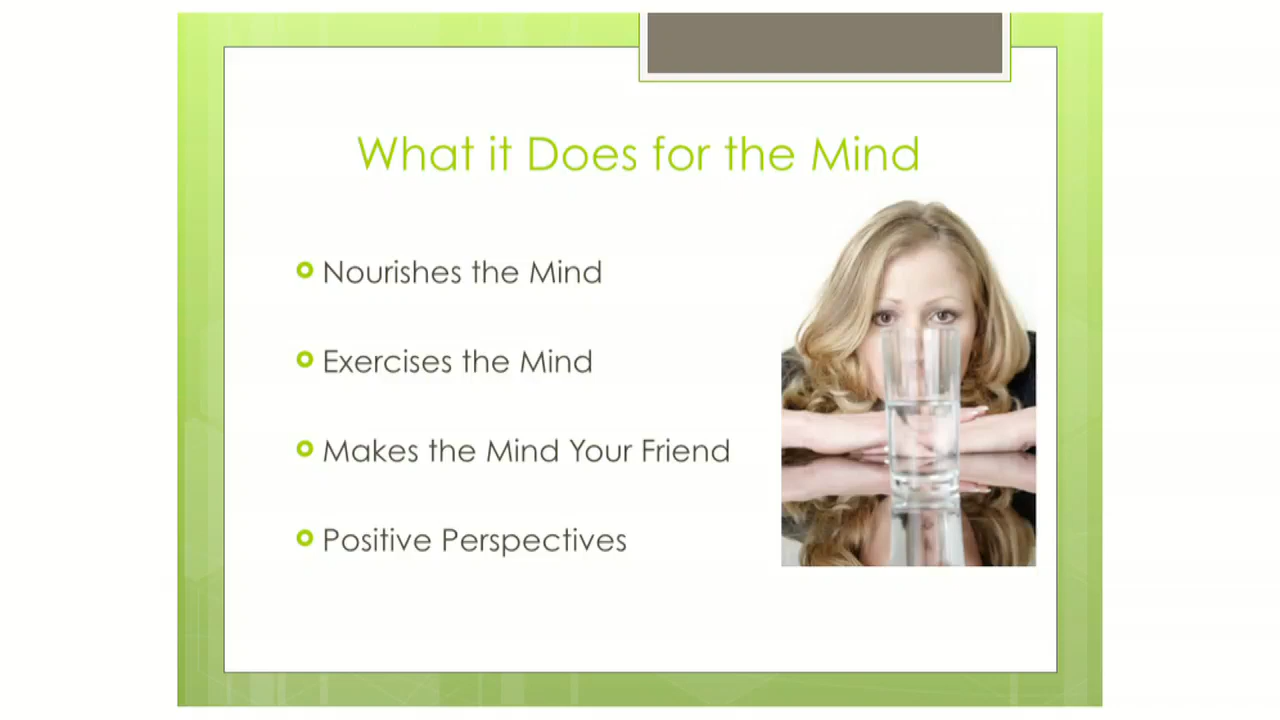 What it Does for the Mind
Nourishes the Mind
Exercises the Mind
Makes the Mind Your Friend
Positive Perspectives